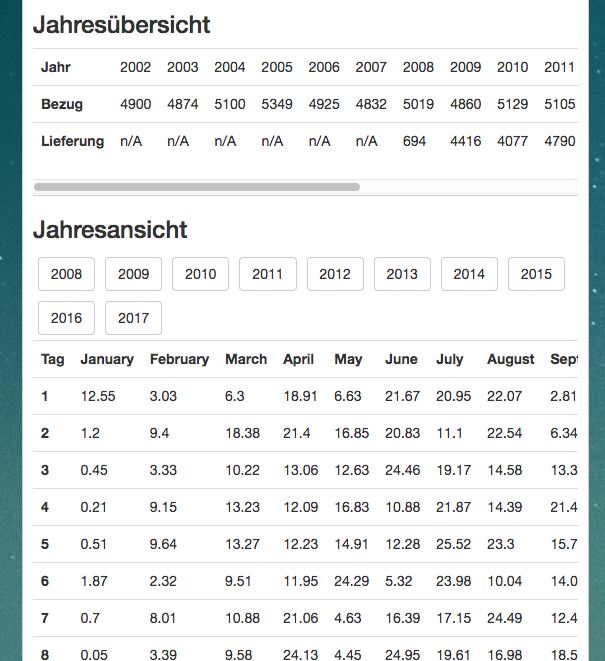 Jahresübersicht
Jahr 2002 2003 2004 2005 2006 2007 2008 2009 2010 2011
Bezug 4900 4874 5100 5349 4925 4832 5019 4860 5129 5105
Lieferung n/A n/A n/A n/A n/A n/A 694 4416 4077 4790
Jahresansicht
2008 2009 2010 2011 2012 2013 2014 2015
2016 2017
Tag January February March April May June July August Sept
1 12.55 3.03 6.3 18.91 6.63 21.67 20.95 22.07 2.81
2 1.2 9.4 18.38 21.4 16.85 20.83 11.1 22.54 6.34
3 0.45 3.33 10.22 13.06 12.63 24.46 19.17 14.58 13.3
4 0.21 9.15 13.23 12.09 16.83 10.88 21.87 14.39 21.4
5 0.51 9.64 13.27 12.23 14.91 12.28 25.52 23.3 15.7
6 1.87 2.32 9.51 11.95 24.29 5.32 23.98 10.04 14.0
7 0.7 8.01 10.88 21.06 4.63 16.39 17.15 24.49 12.4
8 0.05 3.39 9.58 24.13 4.45 24.95 19.61 16.98 18.5